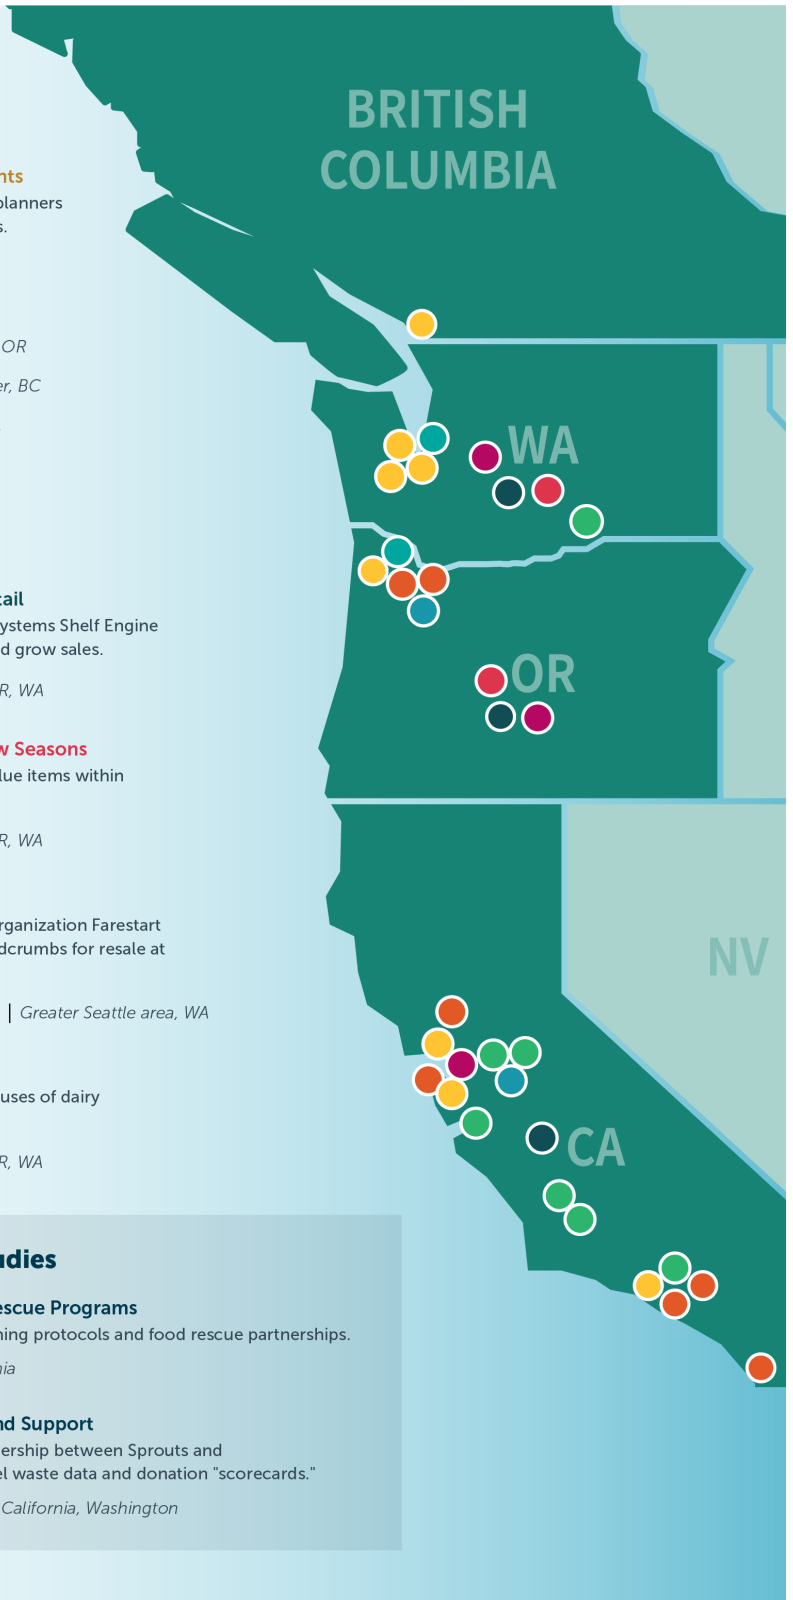 BRITISH
COLUMBIA
nts
planners
s.
OR
er, BC
WA
tail
ystems Shelf Engine
d grow sales.
R, WA
OR
w Seasons
lue items within
R, WA
rganization Farestart
dcrumbs for resale at
NV
| Greater Seattle area, WA
uses of dairy
CA
R, WA
udies
escue Programs
ning protocols and food rescue partnerships.
nia
nd Support
ership between Sprouts and
el waste data and donation "scorecards."
California, Washington